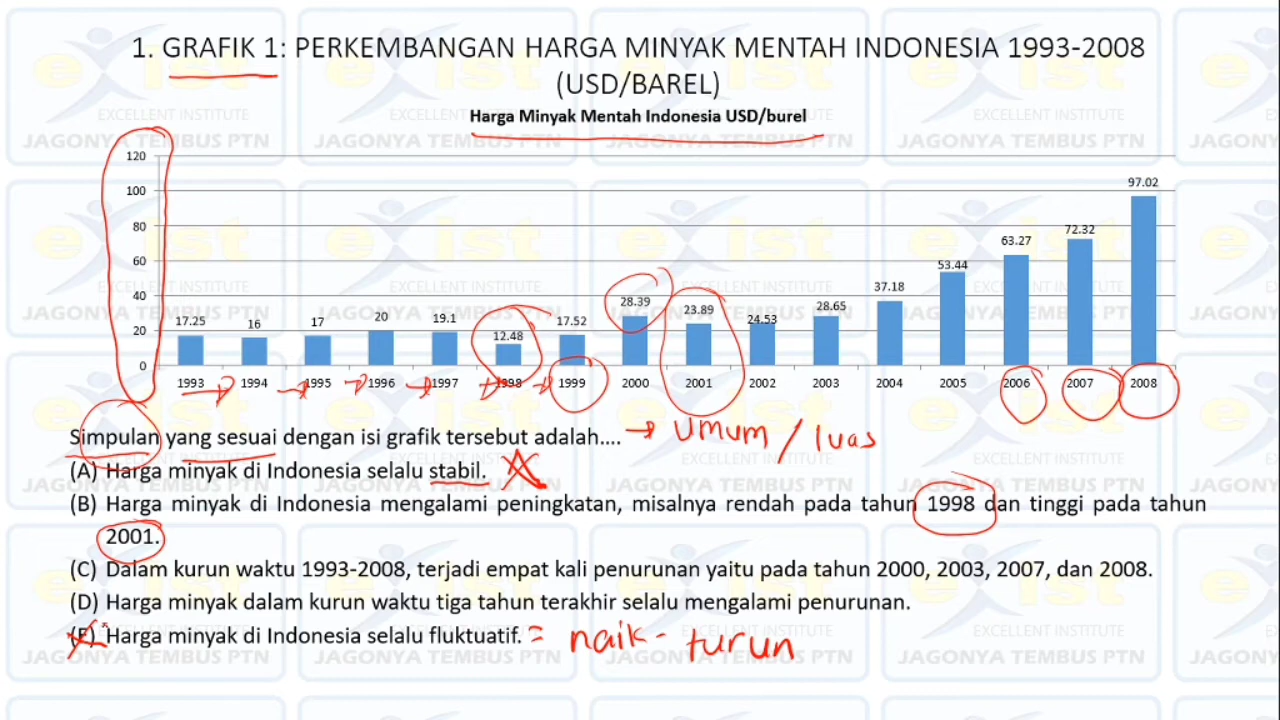 1. GRAFIK 1: PERKEMBANGAN HARGA MINYAK MENTAH INDONESIA 1993-2008
(USD/BAREL)
Harga Minyak Mentah Indonesia USD/burel
120
100
80
60
40
20
0
17.25 16 17 20 19.1 12.48 17.52 28.39 23.89 24.53 28.65 37.18 53.44 63.27 72.32 97.02
1993 1994 1995 1996 1997 1998 1999 2000 2001 2002 2003 2004 2005 2006 2007 2008
Simpulan yang sesuai dengan isi grafik tersebut adalah.... → umum / luas
(A) Harga minyak di Indonesia selalu stabil.
(B) Harga minyak di Indonesia mengalami peningkatan, misalnya rendah pada tahun 1998 dan tinggi pada tahun
2001.
(C) Dalam kurun waktu 1993-2008, terjadi empat kali penurunan yaitu pada tahun 2000, 2003, 2007, dan 2008.
(D) Harga minyak dalam kurun waktu tiga tahun terakhir selalu mengalami penurunan.
(E) Harga minyak di Indonesia selalu fluktuatif. = naik - turun
exist
EXCELLENT INSTITUTE
JAGONYA TEMBUS PTN